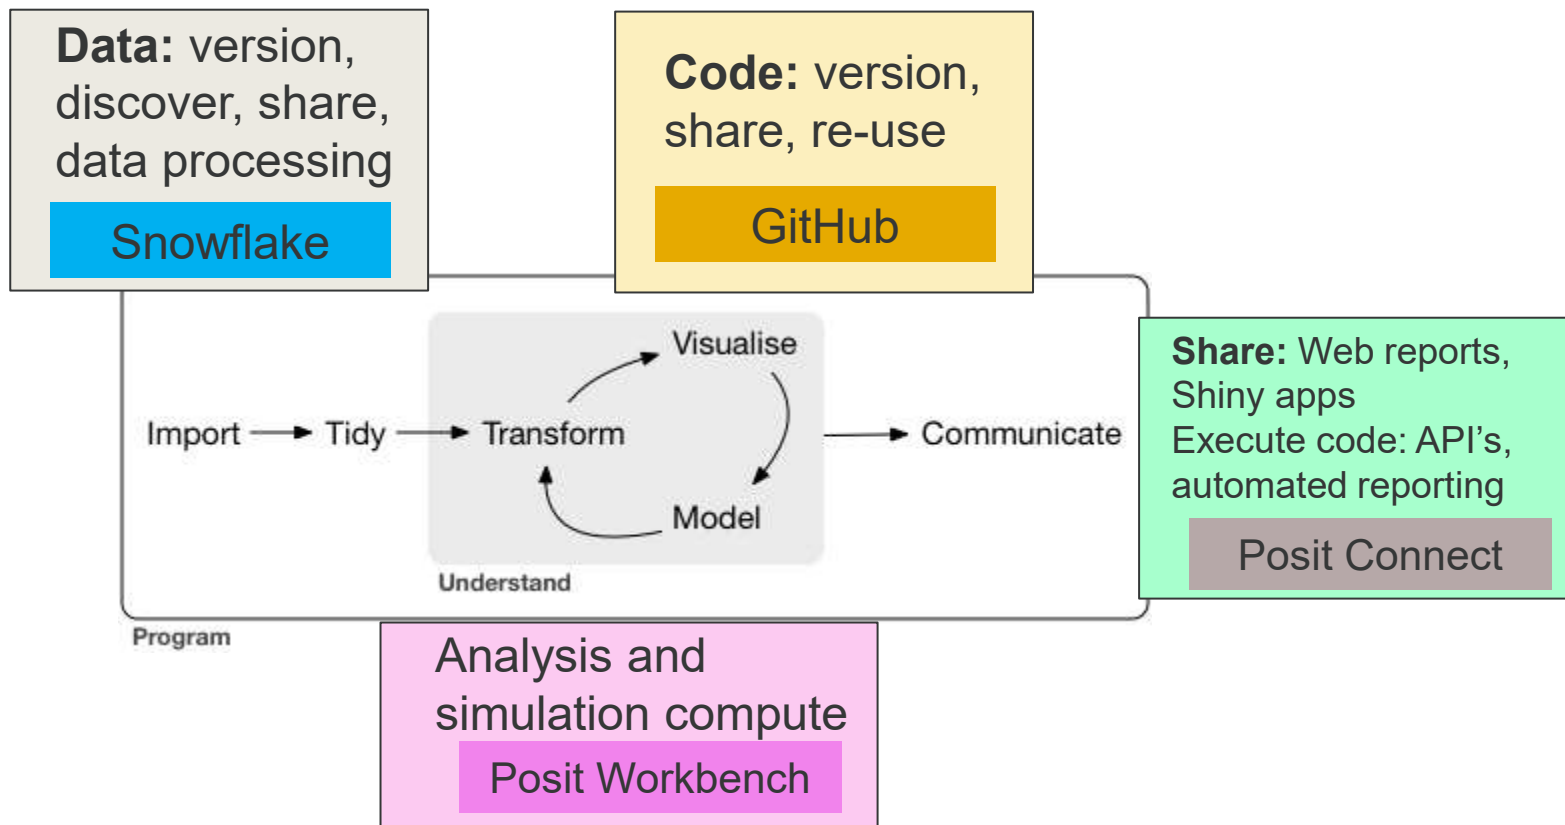 Data: version,
discover, share,
data processing
Snowflake
Code: version,
share, re-use
GitHub
Visualise
Import
Tidy
Transform
Communicate
Model
Understand
Program
Share: Web reports,
Shiny apps
Execute code: API's,
automated reporting
Posit Connect
Analysis and
simulation compute
Posit Workbench